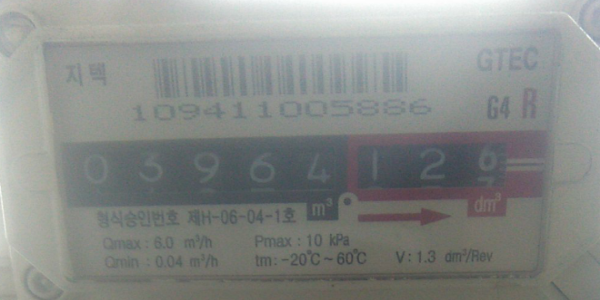 지텍 GTEC
109411005886 G4 R
03964 126
m³ dm³
형식승인번호 제H-06-04-1호
Qmax : 6.0 m³/h Pmax : 10 kPa
Qmin : 0.04 m³/h tm: -20℃~60℃ V: 1.3 dm³/Rev